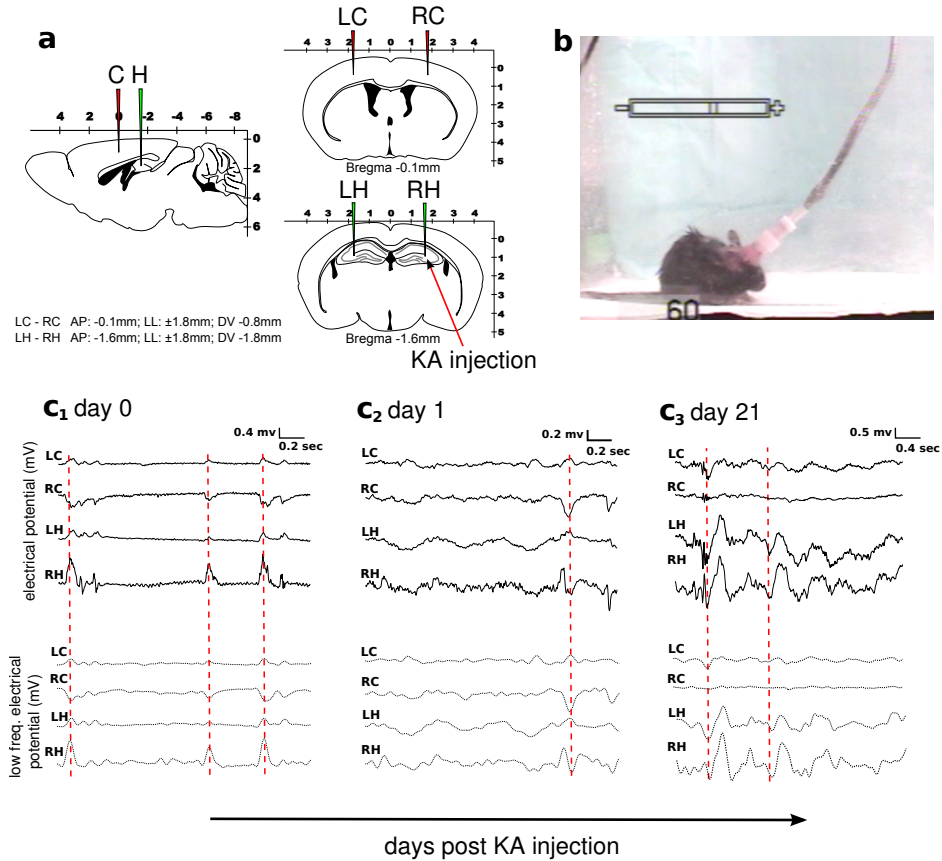 a
C H
4 2 0 -2 -4 -6 -8
0
2
4
6
LC RC
4 3 2 1 0 1 2 3 4
0
1
2
3
4
5
Bregma -0.1mm
LH RH
4 3 2 1 0 1 2 3 4
0
1
2
3
4
5
Bregma -1.6mm
KA injection
LC - RC AP: -0.1mm; LL: ±1.8mm; DV -0.8mm
LH - RH AP: -1.6mm; LL: ±1.8mm; DV -1.8mm
b
- +
60
c1 day 0
0.4 mv
0.2 sec
electrical potential (mV)
LC
RC
LH
RH
low freq. electrical
potential (mV)
LC
RC
LH
RH
c2 day 1
0.2 mv
0.2 sec
LC
RC
LH
RH
LC
RC
LH
RH
c3 day 21
0.5 mv
0.4 sec
LC
RC
LH
RH
LC
RC
LH
RH
days post KA injection